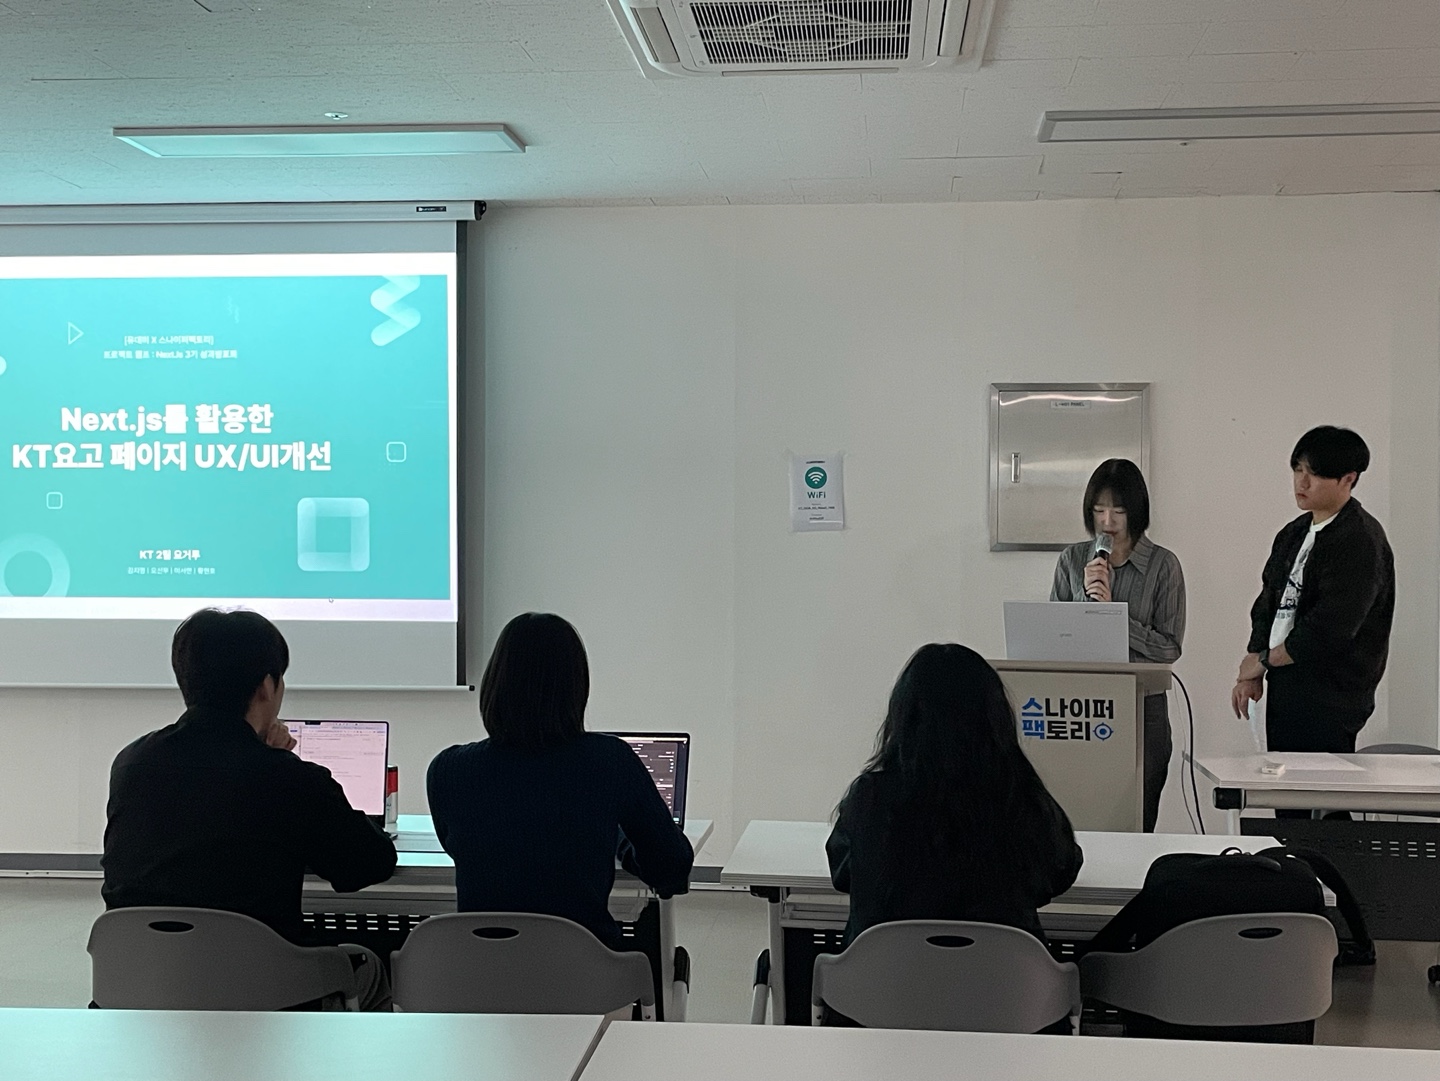 [유데미 X 스나이퍼팩토리]
프로젝트 캠프 : Next.js 3기 성과발표회
Next.js를 활용한
KT요고 페이지 UX/UI개선
KT 2팀 요거투
WiFi
스나이퍼
팩토리